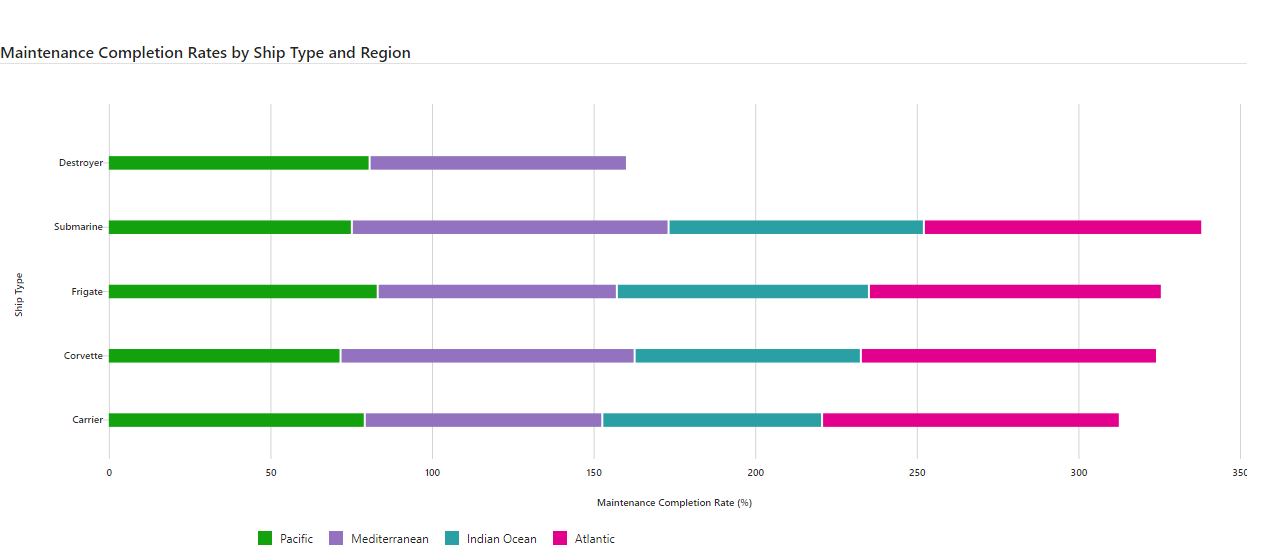 Maintenance Completion Rates by Ship Type and Region
Ship Type
Destroyer
Submarine
Frigate
Corvette
Carrier
0 50 100 150 200 250 300 350
Maintenance Completion Rate (%)
Pacific Mediterranean Indian Ocean Atlantic